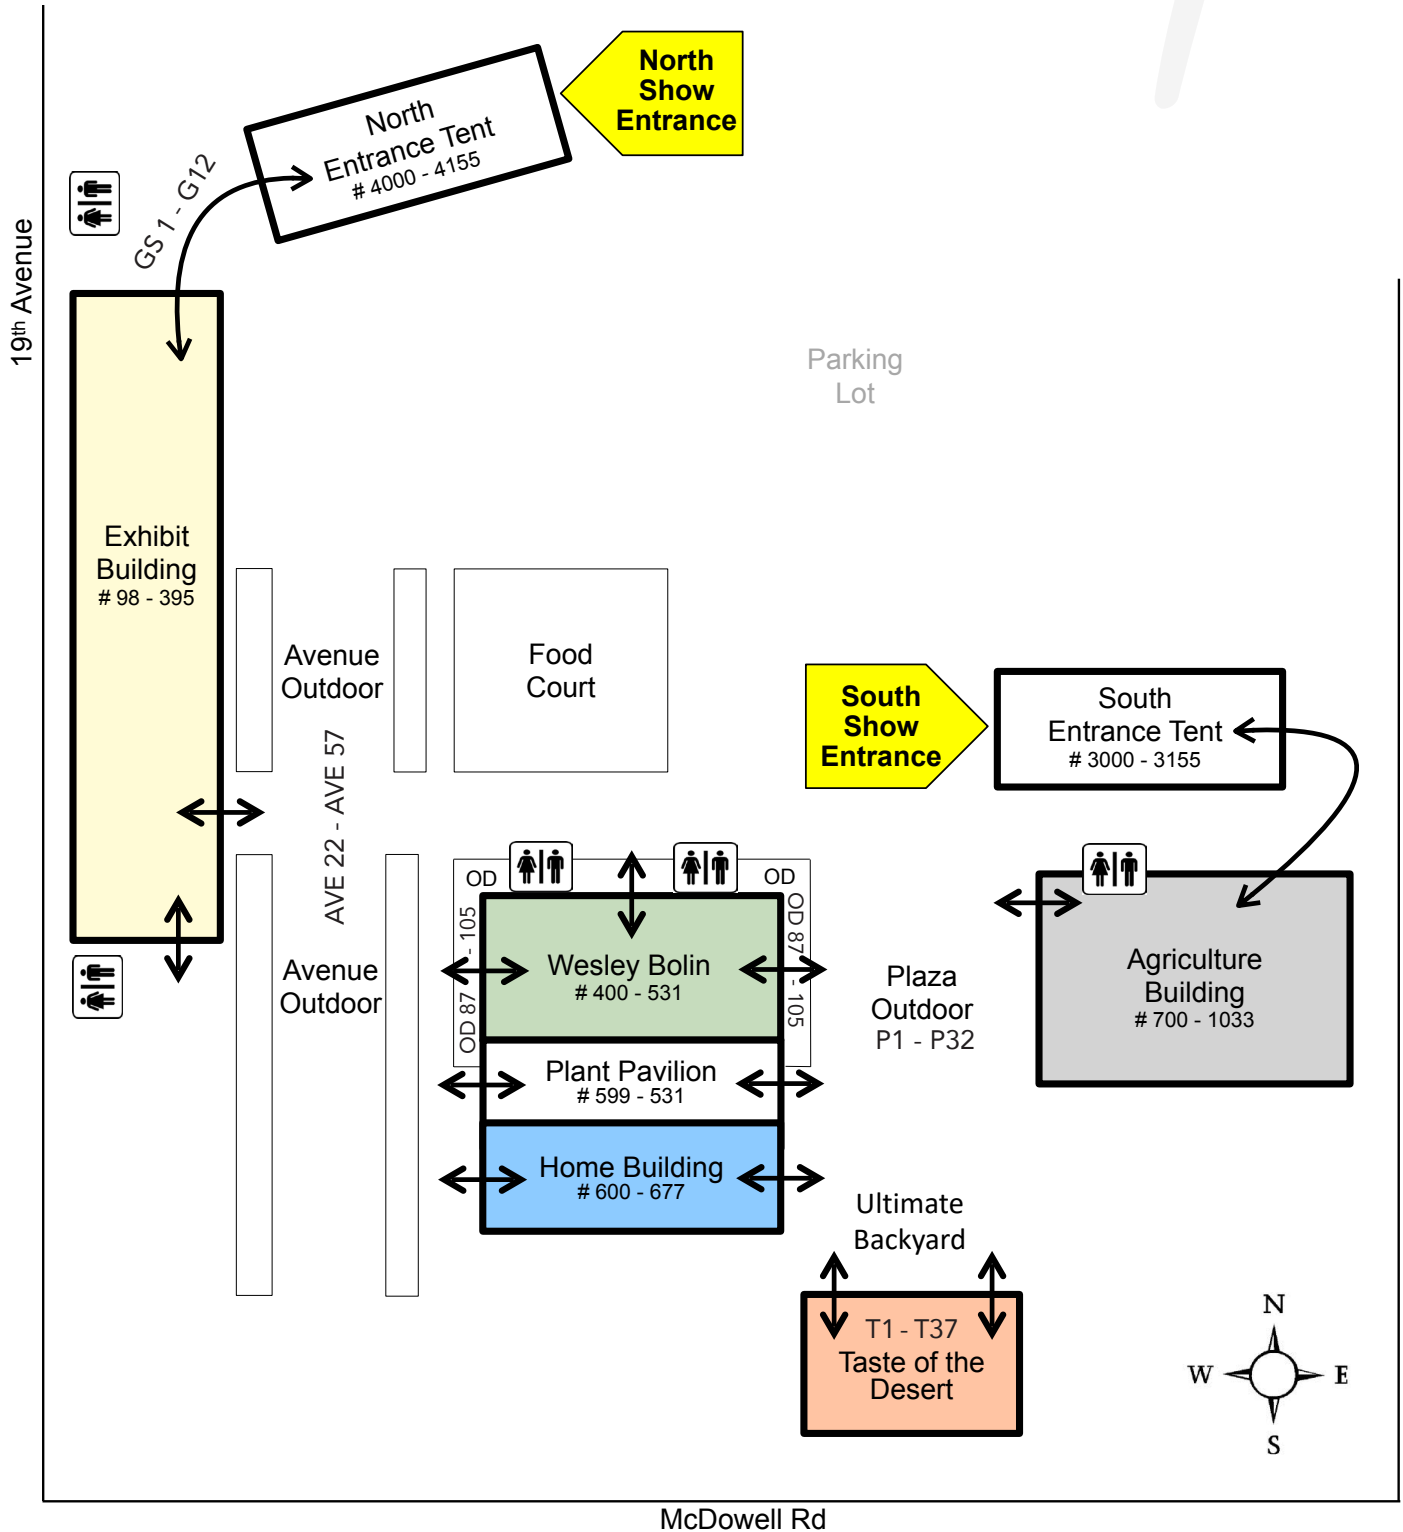 North
Show
Entrance
North
Entrance Tent
# 4000 - 4155
GS 1 - G12
19th Avenue
Parking
Lot
Exhibit
Building
# 98 - 395
Avenue
Outdoor
Food
Court
South
Show
Entrance
South
Entrance Tent
# 3000 - 3155
AVE 22 - AVE 57
OD
OD
OD 87 - 105
OD 87 - 105
Wesley Bolin
# 400 - 531
Avenue
Outdoor
Plaza
Outdoor
P1 - P32
Agriculture
Building
# 700 - 1033
Plant Pavilion
# 599 - 531
Home Building
# 600 - 677
Ultimate
Backyard
T1 - T37
Taste of the
Desert
N
W
E
S
McDowell Rd